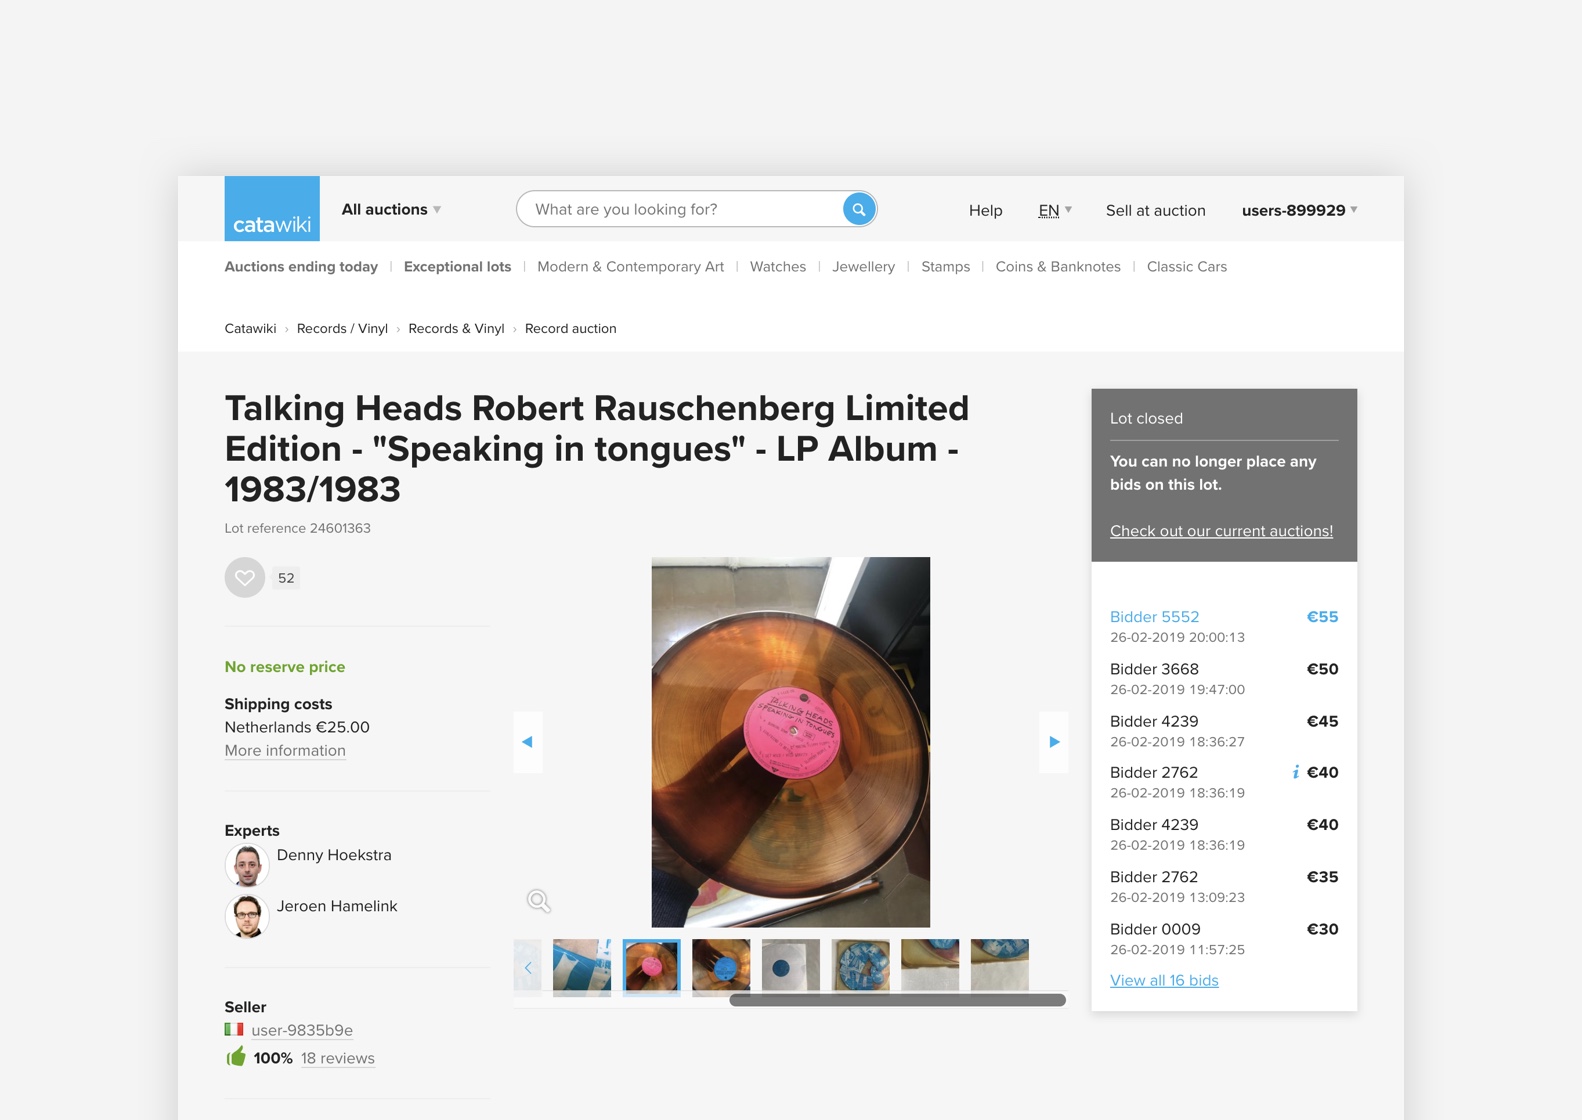 catawiki
All auctions
What are you looking for?
Help
EN
Sell at auction
users-899929
Auctions ending today
Exceptional lots
Modern & Contemporary Art
Watches
Jewellery
Stamps
Coins & Banknotes
Classic Cars
Catawiki › Records / Vinyl › Records & Vinyl › Record auction
Talking Heads Robert Rauschenberg Limited
Edition - "Speaking in tongues" - LP Album -
1983/1983
Lot reference 24601363
52
No reserve price
Shipping costs
Netherlands €25.00
More information
Experts
Denny Hoekstra
Jeroen Hamelink
Seller
user-9835b9e
100% 18 reviews
TALKING HEADS
SPEAKING IN TONGUES
Lot closed
You can no longer place any
bids on this lot.
Check out our current auctions!
Bidder 5552 €55
26-02-2019 20:00:13
Bidder 3668 €50
26-02-2019 19:47:00
Bidder 4239 €45
26-02-2019 18:36:27
Bidder 2762 i €40
26-02-2019 18:36:19
Bidder 4239 €40
26-02-2019 18:36:19
Bidder 2762 €35
26-02-2019 13:09:23
Bidder 0009 €30
26-02-2019 11:57:25
View all 16 bids